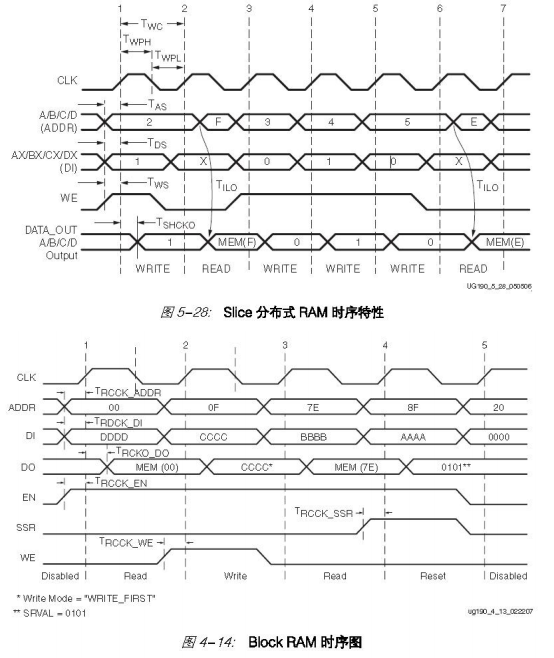 1 2 3 4 5 6 7
TWC
TWPH
TWPL
CLK
TAS
A/B/C/D
(ADDR)
2 F 3 4 5 E
AX/BX/CX/DX
(DI)
TDS
1 X 0 1 0 X
TWS
TILO
TILO
WE
TSHCKO
DATA_OUT
A/B/C/D
Output
1 MEM(F) 0 1 0 MEM(E)
WRITE READ WRITE WRITE WRITE READ
UG190_5_28_050506
图 5–28: Slice 分布式 RAM 时序特性
1 2 3 4 5
CLK
TRCCK_ADDR
ADDR 00 0F 7E 8F 20
TRDCK_DI
DI DDDD CCCC BBBB AAAA 0000
TRCKO_DO
DO MEM (00) CCCC* MEM (7E) 0101**
TRCCK_EN
EN
TRCCK_SSR
SSR
TRCCK_WE
WE
Disabled Read Write Read Reset Disabled
* Write Mode = "WRITE_FIRST"
** SRVAL = 0101
ug190_4_13_022207
图 4–14: Block RAM 时序图